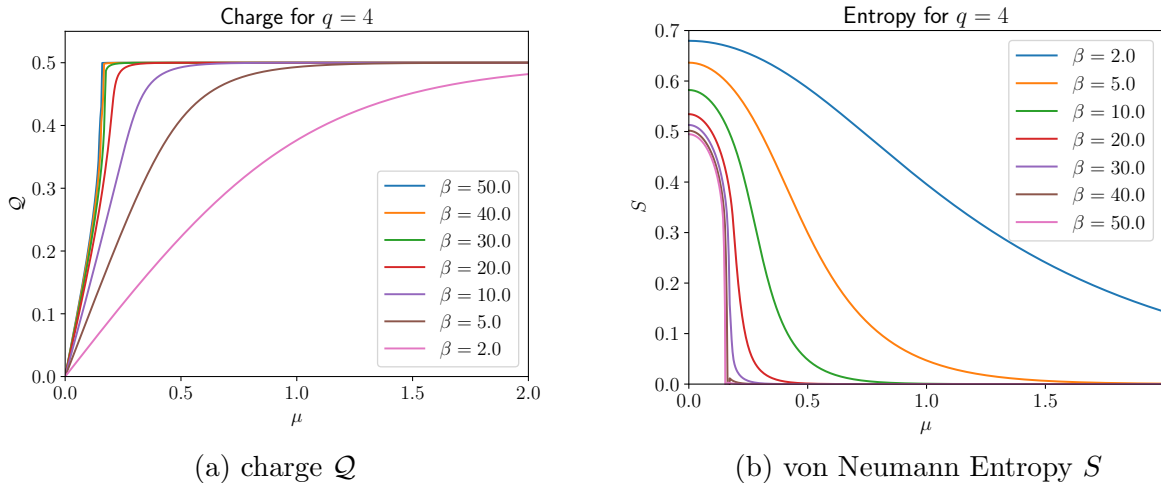 Charge for q = 4
0.5
0.4
0.3
0.2
0.1
0.0
Q
0.0
0.5
1.0
1.5
2.0
μ
β = 50.0
β = 40.0
β = 30.0
β = 20.0
β = 10.0
β = 5.0
β = 2.0
(a) charge Q
Entropy for q = 4
0.7
0.6
0.5
0.4
0.3
0.2
0.1
0.0
S
0.0
0.5
1.0
1.5
μ
β = 2.0
β = 5.0
β = 10.0
β = 20.0
β = 30.0
β = 40.0
β = 50.0
(b) von Neumann Entropy S